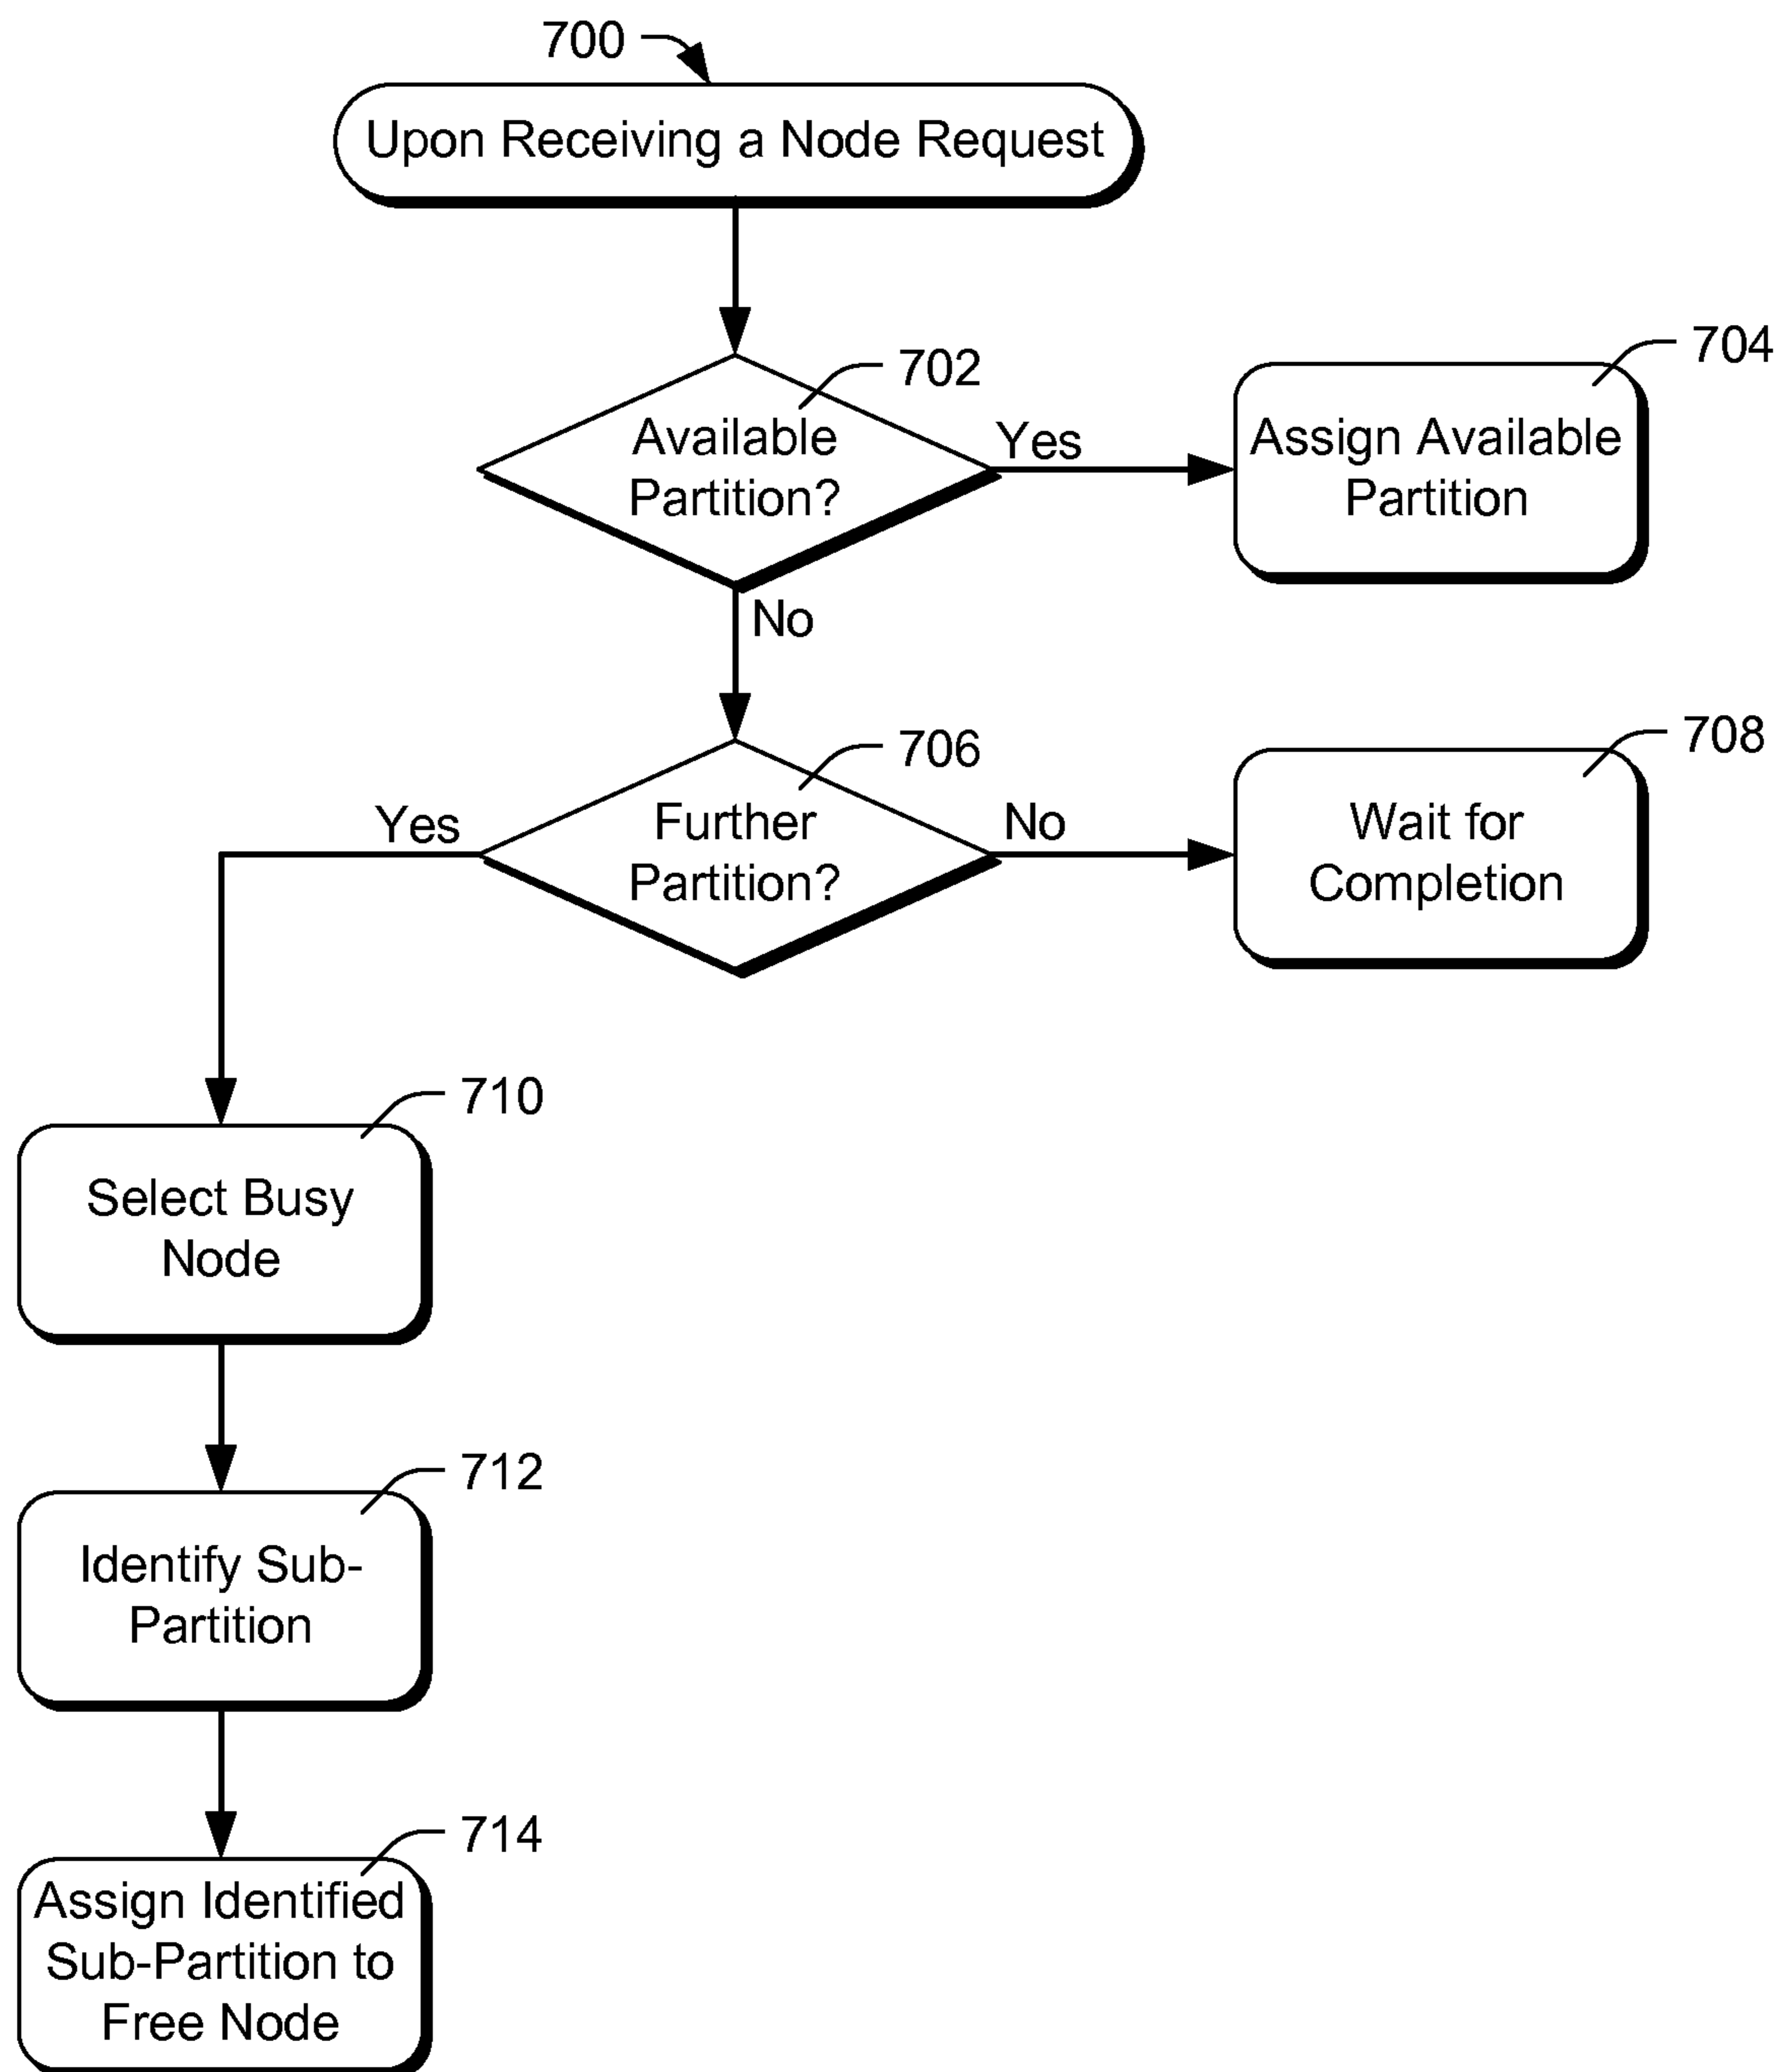 700
Upon Receiving a Node Request
702
Available
Partition?
Yes
704
Assign Available
Partition
No
706
Further
Partition?
Yes
No
708
Wait for
Completion
710
Select Busy
Node
712
Identify Sub-
Partition
714
Assign Identified
Sub-Partition to
Free Node